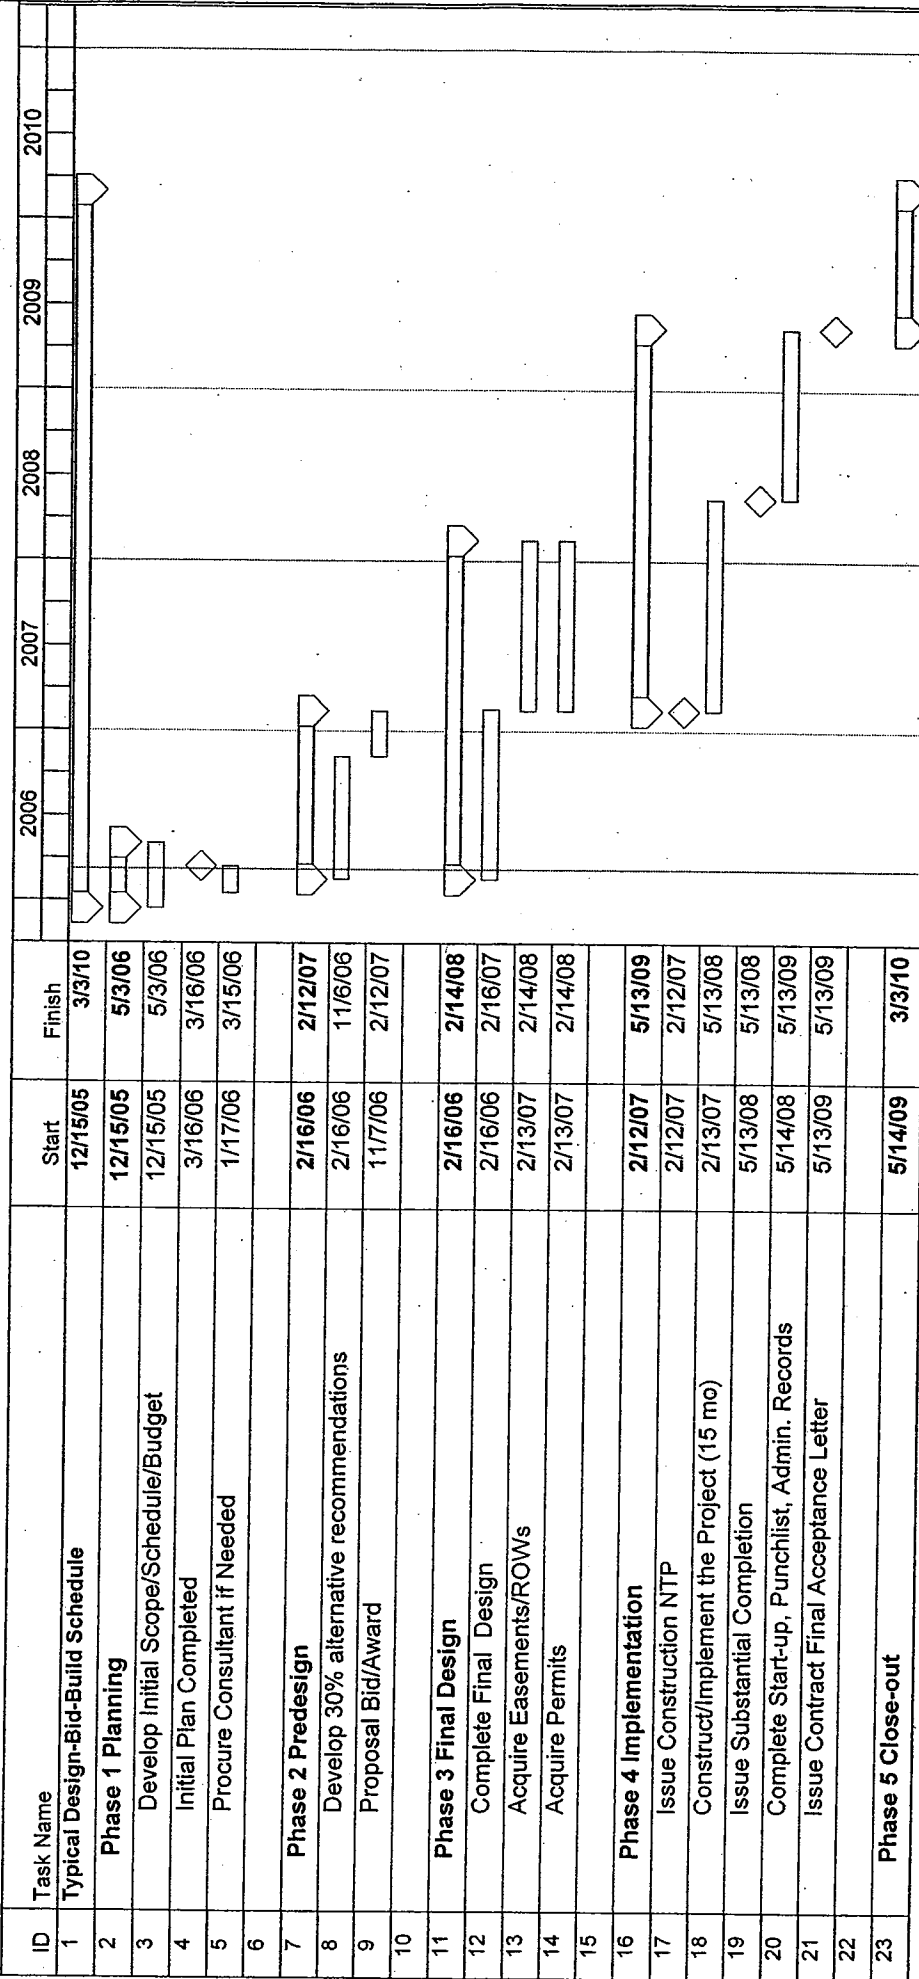 ID Task Name Start Finish 2006 2007 2008 2009 2010
1 Typical Design-Bid-Build Schedule 12/15/05 3/3/10
2 Phase 1 Planning 12/15/05 5/3/06
3 Develop Initial Scope/Schedule/Budget 12/15/05 5/3/06
4 Initial Plan Completed 3/16/06 3/16/06
5 Procure Consultant if Needed 1/17/06 3/15/06
6
7 Phase 2 Predesign 2/16/06 2/12/07
8 Develop 30% alternative recommendations 2/16/06 11/6/06
9 Proposal Bid/Award 11/7/06 2/12/07
10
11 Phase 3 Final Design 2/16/06 2/14/08
12 Complete Final Design 2/16/06 2/16/07
13 Acquire Easements/ROWs 2/13/07 2/14/08
14 Acquire Permits 2/13/07 2/14/08
15
16 Phase 4 Implementation 2/12/07 5/13/09
17 Issue Construction NTP 2/12/07 2/12/07
18 Construct/Implement the Project (15 mo) 2/13/07 5/13/08
19 Issue Substantial Completion 5/13/08 5/13/08
20 Complete Start-up, Punchlist, Admin. Records 5/14/08 5/13/09
21 Issue Contract Final Acceptance Letter 5/13/09 5/13/09
22
23 Phase 5 Close-out 5/14/09 3/3/10